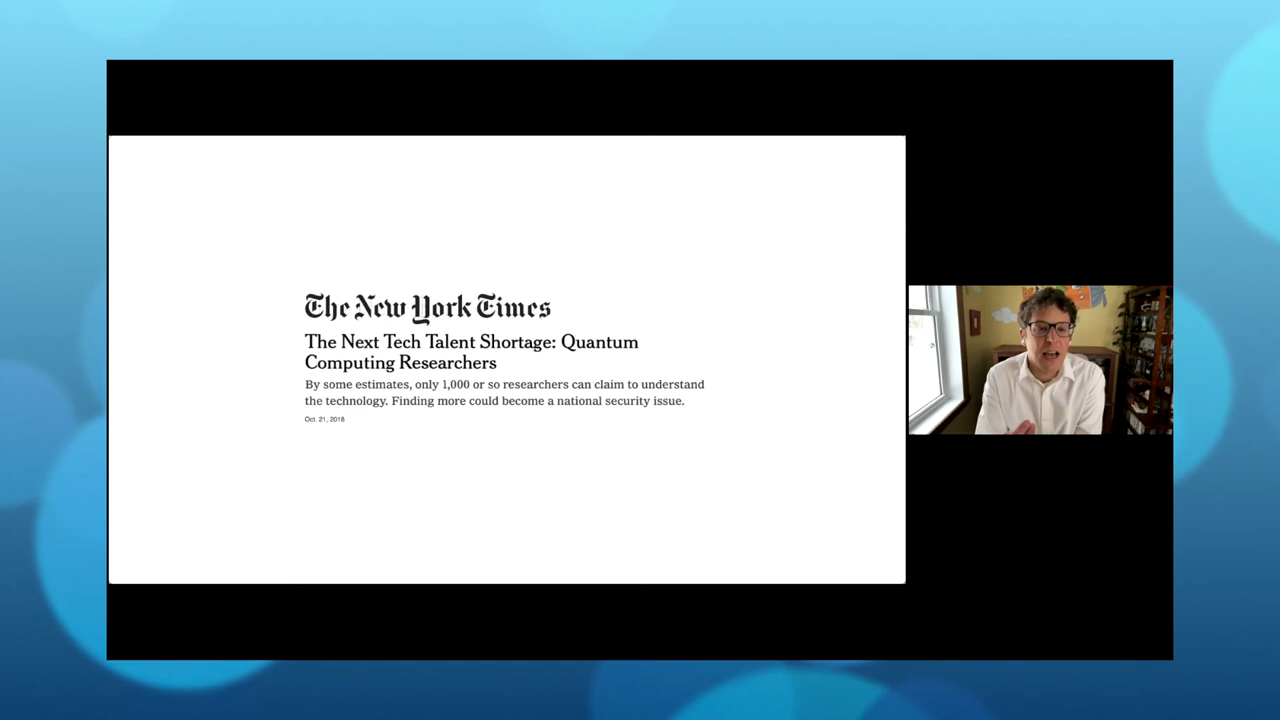 The New York Times
The Next Tech Talent Shortage: Quantum
Computing Researchers
By some estimates, only 1,000 or so researchers can claim to understand
the technology. Finding more could become a national security issue.
Oct. 21, 2018